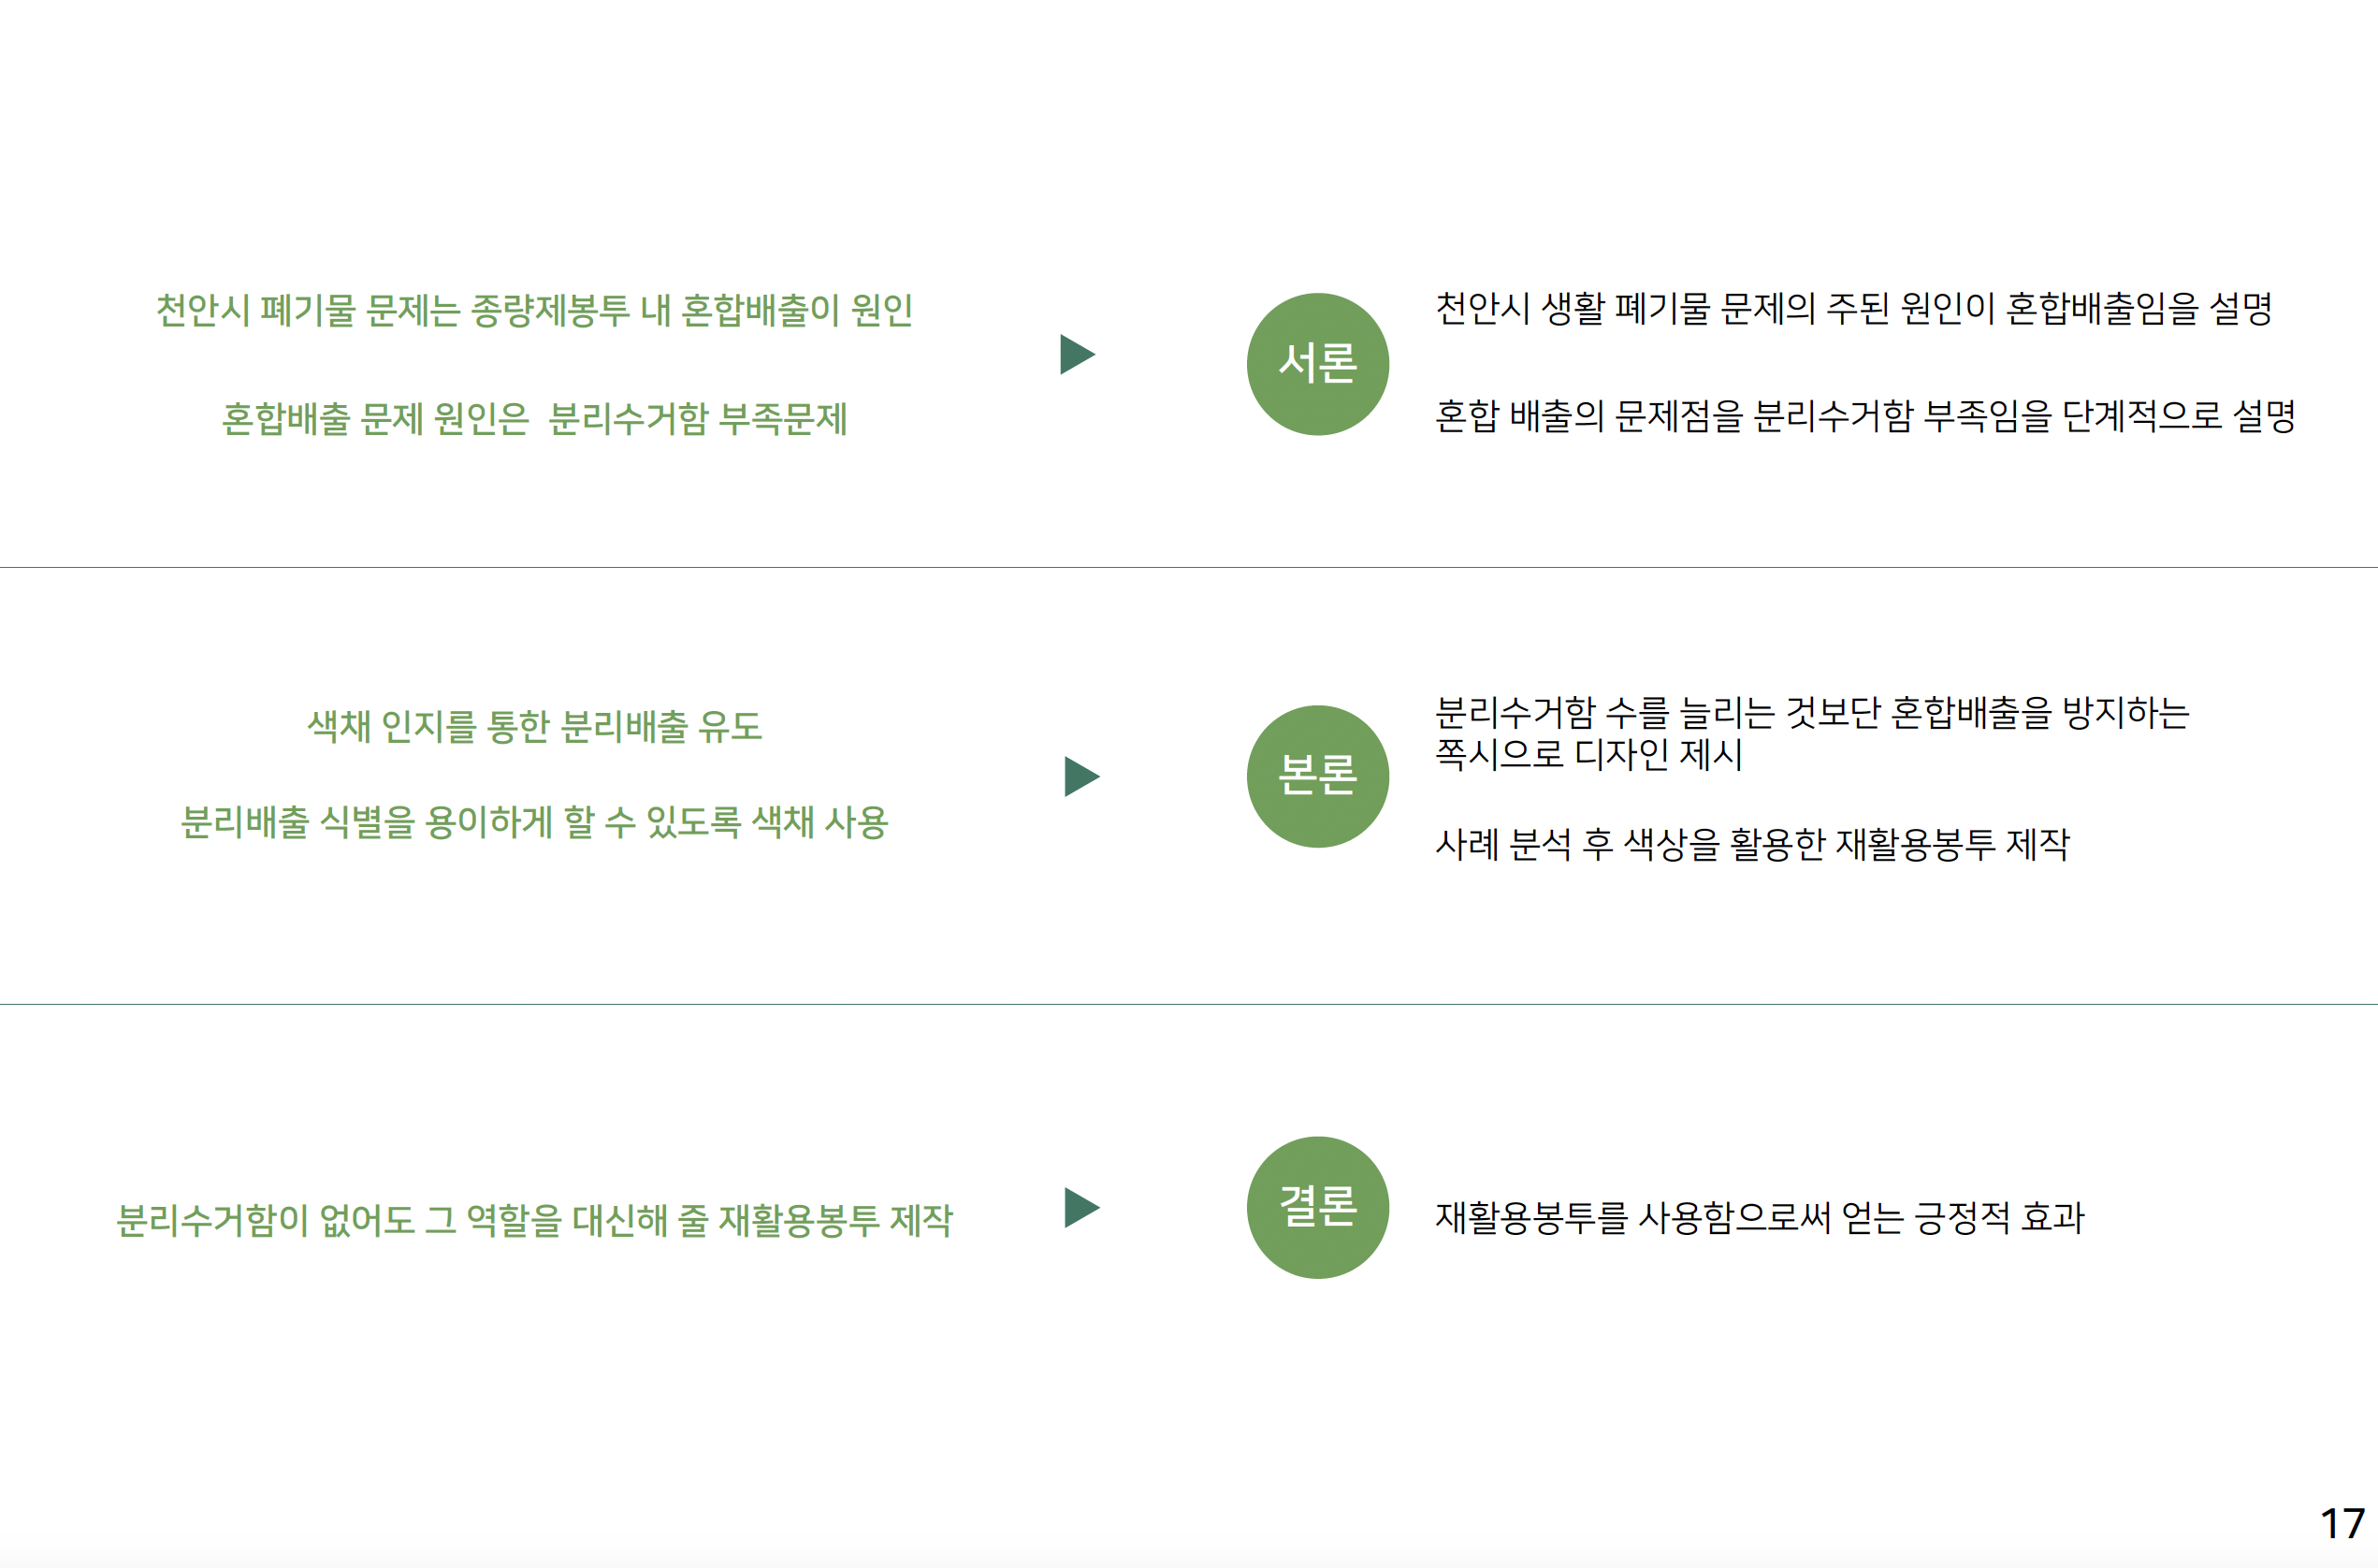 천안시 폐기물 문제는 종량제봉투 내 혼합배출이 원인
혼합배출 문제 원인은  분리수거함 부족문제
서론
천안시 생활 폐기물 문제의 주된 원인이 혼합배출임을 설명
혼합 배출의 문제점을 분리수거함 부족임을 단계적으로 설명
색채 인지를 통한 분리배출 유도
분리배출 식별을 용이하게 할 수 있도록 색채 사용
본론
분리수거함 수를 늘리는 것보단 혼합배출을 방지하는
쪽시으로 디자인 제시
사례 분석 후 색상을 활용한 재활용봉투 제작
분리수거함이 없어도 그 역할을 대신해 줄 재활용봉투 제작
결론
재활용봉투를 사용함으로써 얻는 긍정적 효과
17